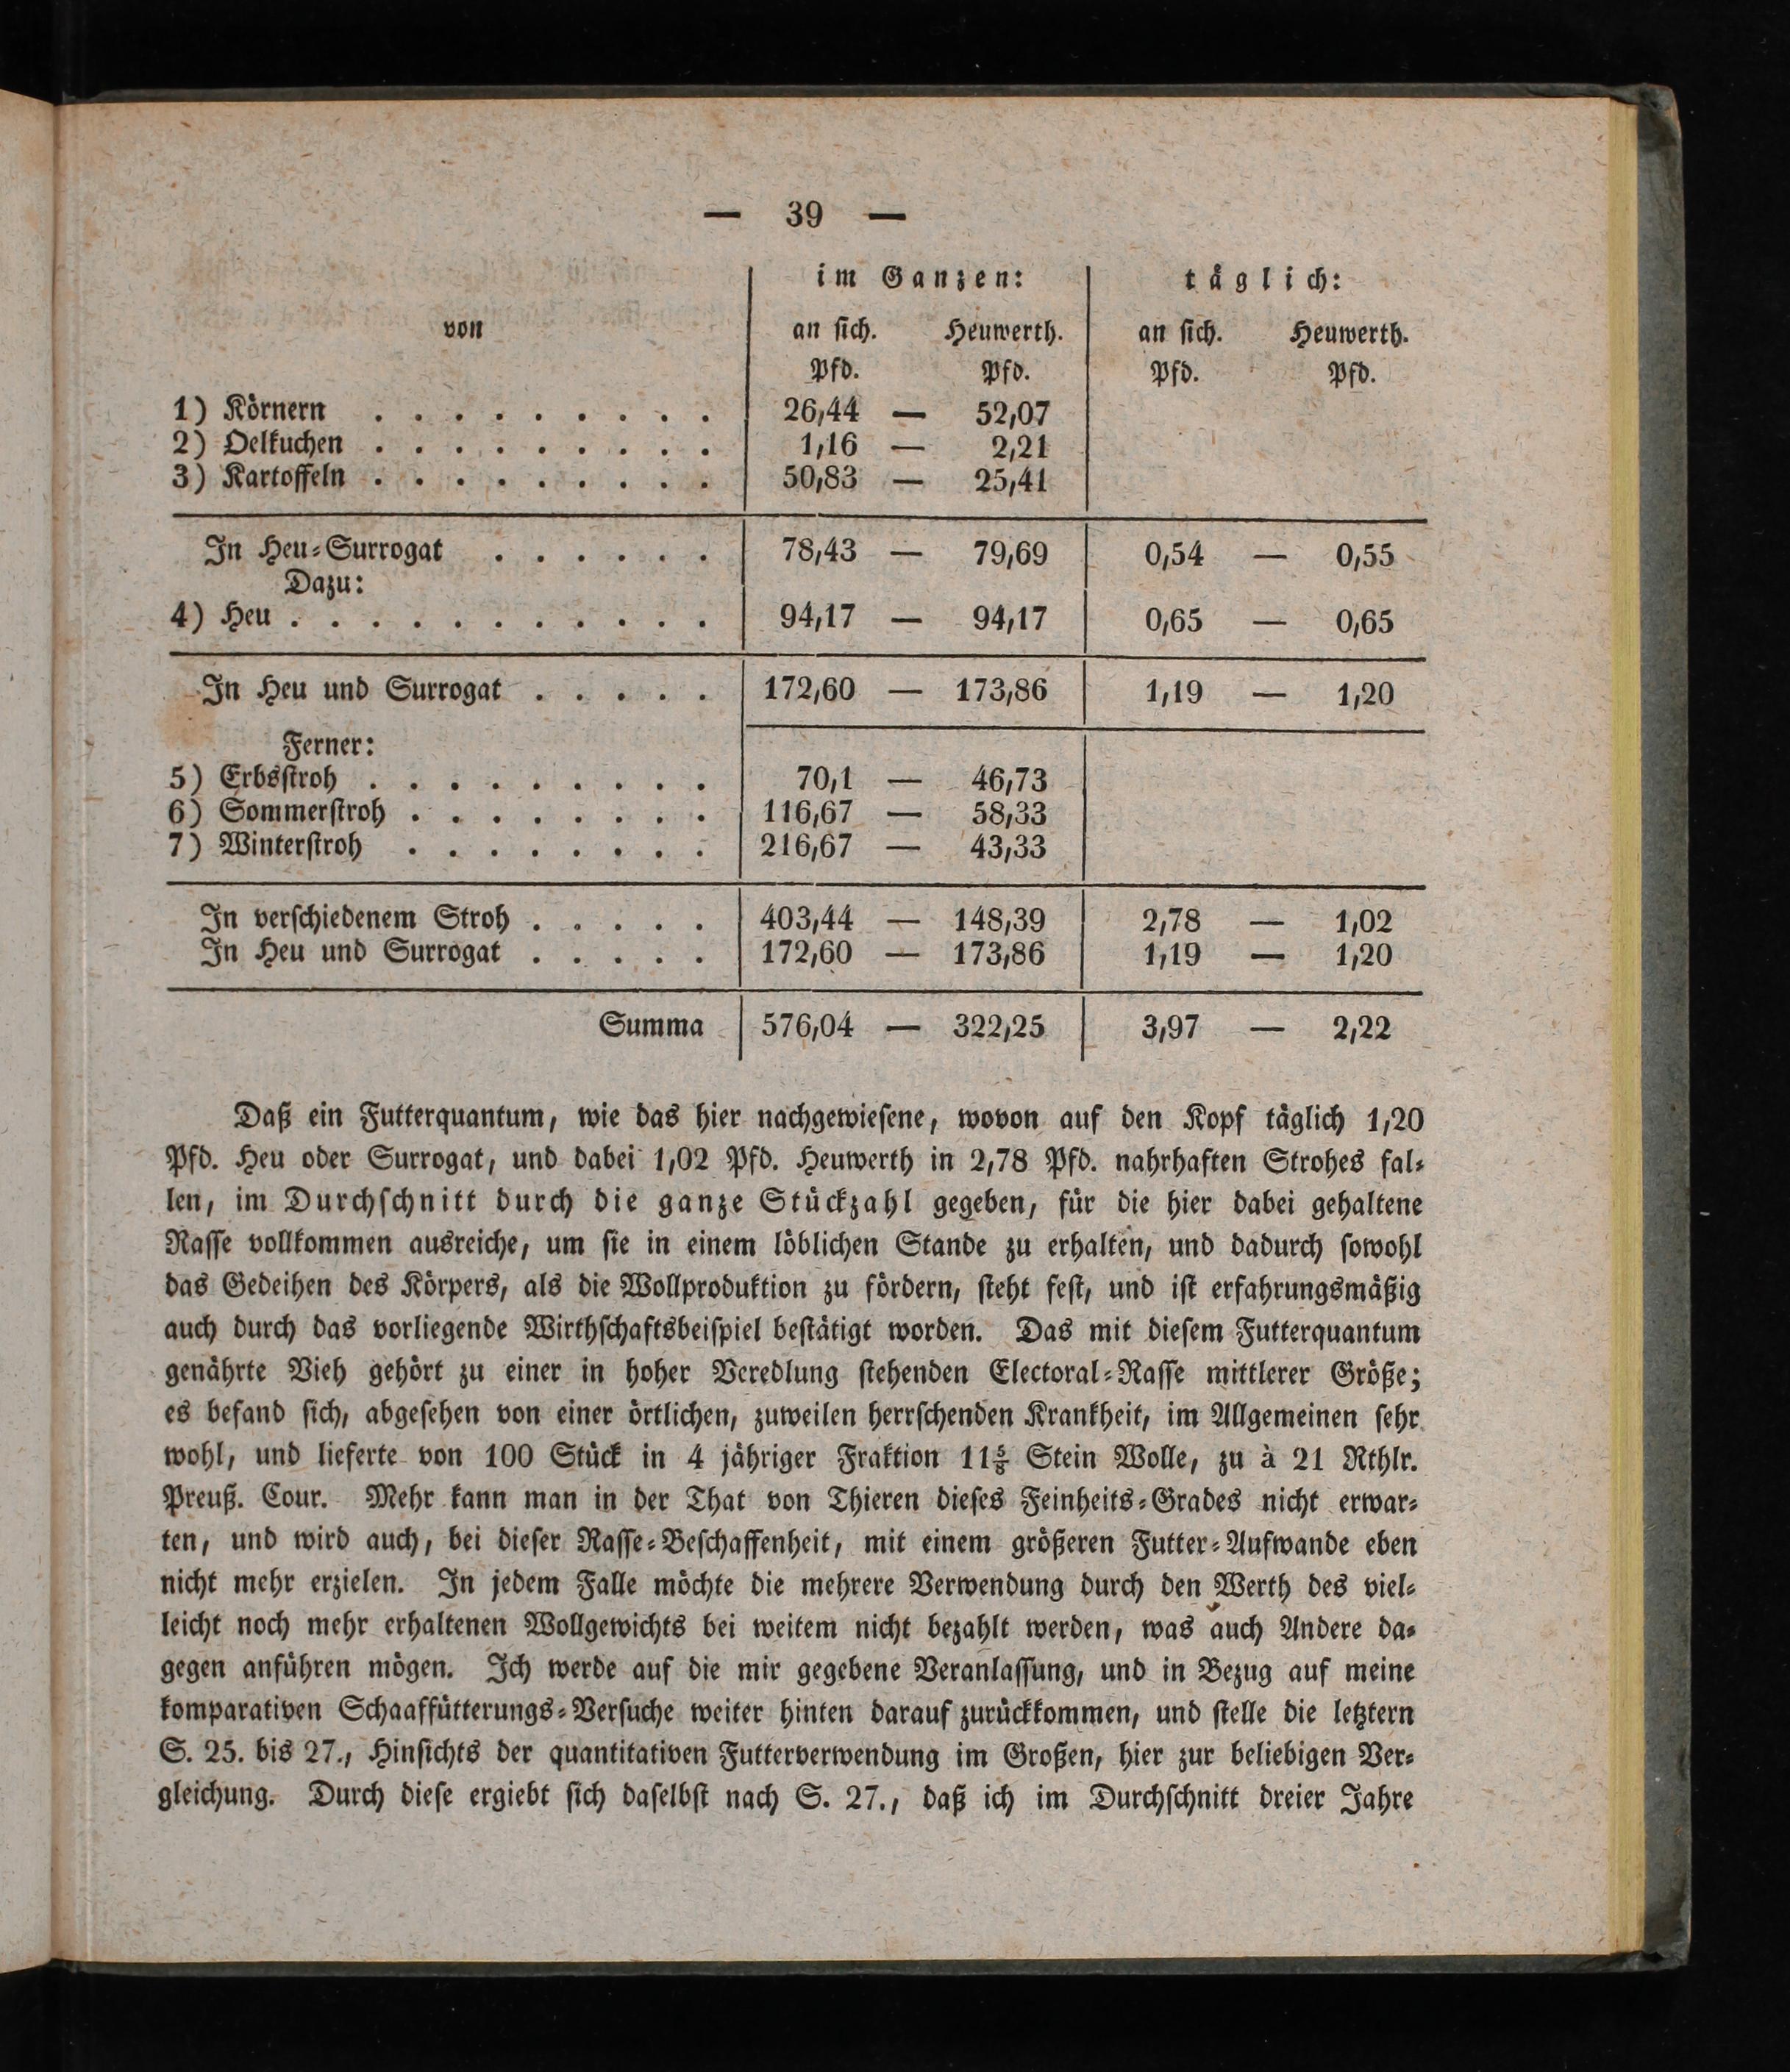 — 39 —
im Ganzen: täglich:
von an ſich. Heuwerth. an ſich. Heuwerth.
Pfd. Pfd. Pfd. Pfd.
1) Körnern . . . . . . . . . 26,44 — 52,07
2) Oelkuchen . . . . . . . . . 1,16 — 2,21
3) Kartoffeln . . . . . . . . . 50,83 — 25,41
In Heu-Surrogat . . . . . . 78,43 — 79,69 0,54 — 0,55
Dazu:
4) Heu . . . . . . . . . . . 94,17 — 94,17 0,65 — 0,65
In Heu und Surrogat . . . . . 172,60 — 173,86 1,19 — 1,20
Ferner:
5) Erbsſtroh . . . . . . . . . 70,1 — 46,73
6) Sommerſtroh . . . . . . . . 116,67 — 58,33
7) Winterſtroh . . . . . . . . 216,67 — 43,33
In verſchiedenem Stroh . . . . . 403,44 — 148,39 2,78 — 1,02
In Heu und Surrogat . . . . . 172,60 — 173,86 1,19 — 1,20
Summa 576,04 — 322,25 3,97 — 2,22
Daß ein Futterquantum, wie das hier nachgewieſene, wovon auf den Kopf täglich 1,20
Pfd. Heu oder Surrogat, und dabei 1,02 Pfd. Heuwerth in 2,78 Pfd. nahrhaften Strohes fal-
len, im Durchſchnitt durch die ganze Stückzahl gegeben, für die hier dabei gehaltene
Raſſe vollkommen ausreiche, um ſie in einem löblichen Stande zu erhalten, und dadurch ſowohl
das Gedeihen des Körpers, als die Wollproduktion zu fördern, ſteht feſt, und iſt erfahrungsmäßig
auch durch das vorliegende Wirthſchaftsbeiſpiel beſtätigt worden. Das mit dieſem Futterquantum
genährte Vieh gehört zu einer in hoher Veredlung ſtehenden Electoral-Raſſe mittlerer Größe;
es befand ſich, abgeſehen von einer örtlichen, zuweilen herrſchenden Krankheit, im Allgemeinen ſehr
wohl, und lieferte von 100 Stück in 4 jähriger Fraktion Stein Wolle, zu à 21 Rthlr.
Preuß. Cour. Mehr kann man in der That von Thieren dieſes Feinheits-Grades nicht erwar-
ten, und wird auch, bei dieſer Raſſe-Beſchaffenheit, mit einem größeren Futter-Aufwande eben
nicht mehr erzielen. In jedem Falle möchte die mehrere Verwendung durch den Werth des viel-
leicht noch mehr erhaltenen Wollgewichts bei weitem nicht bezahlt werden, was auch Andere da-
gegen anführen mögen. Ich werde auf die mir gegebene Veranlaſſung, und in Bezug auf meine
komparativen Schaaffütterungs-Verſuche weiter hinten darauf zurückkommen, und ſtelle die letztern
S. 25. bis 27., Hinſichts der quantitativen Futterverwendung im Großen, hier zur beliebigen Ver-
gleichung. Durch dieſe ergiebt ſich daſelbſt nach S. 27., daß ich im Durchſchnitt dreier Jahre